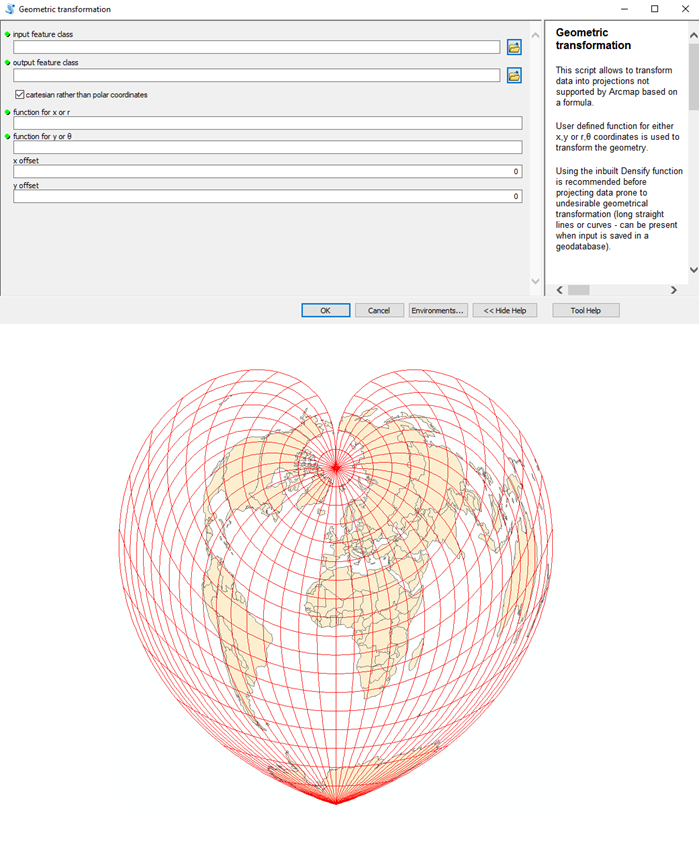 Geometric transformation
input feature class
output feature class
cartesian rather than polar coordinates
function for x or r
function for y or θ
x offset
0
y offset
0
OK
Cancel
Environments...
<< Hide Help
Tool Help
Geometric
transformation
This script allows to transform
data into projections not
supported by Arcmap based on
a formula.
User defined function for either
x,y or r,θ coordinates is used to
transform the geometry.
Using the inbuilt Densify function
is recommended before
projecting data prone to
undesirable geometrical
transformation (long straight
lines or curves - can be present
when input is saved in a
geodatabase).